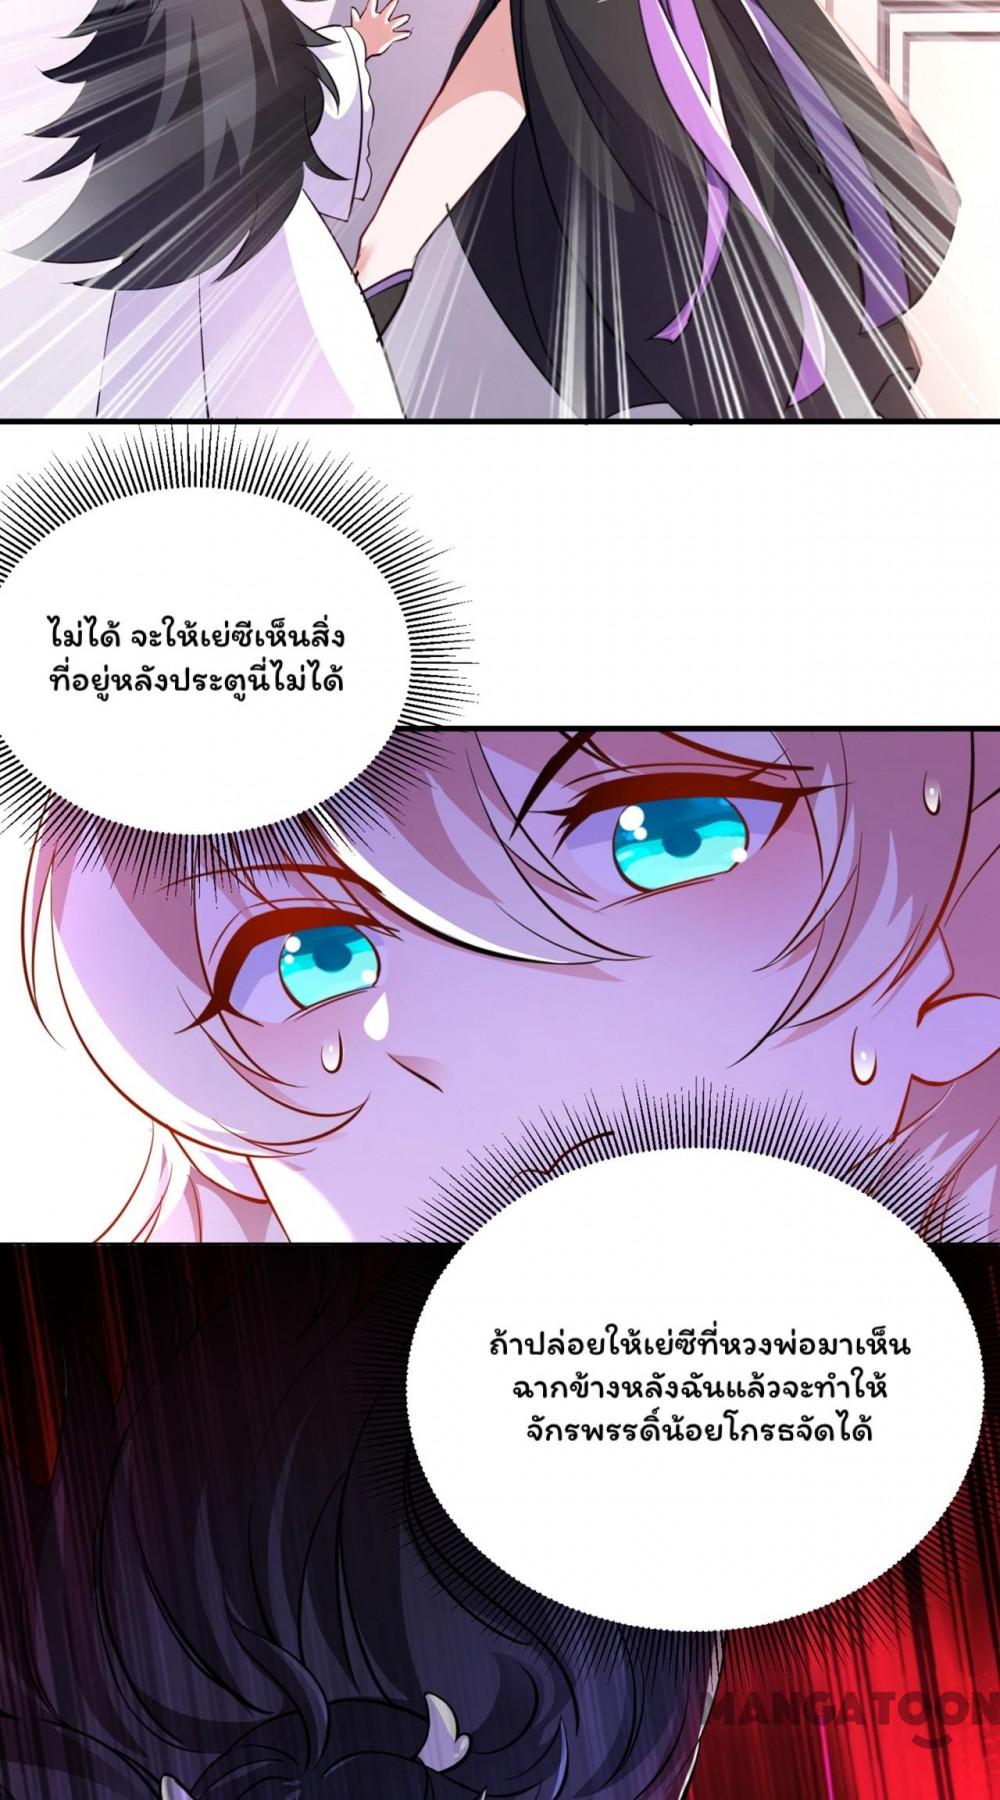 ไม่ได้ จะให้เย่ซีเห็นสิ่ง
ที่อยู่หลังประตูนี่ไม่ได้
ถ้าปล่อยให้เย่ซีที่หวงพ่อมาเห็น
ฉากข้างหลังฉันแล้วจะทำให้
จักรพรรดิ์น้อยโกรธจัดได้
MANGATOON